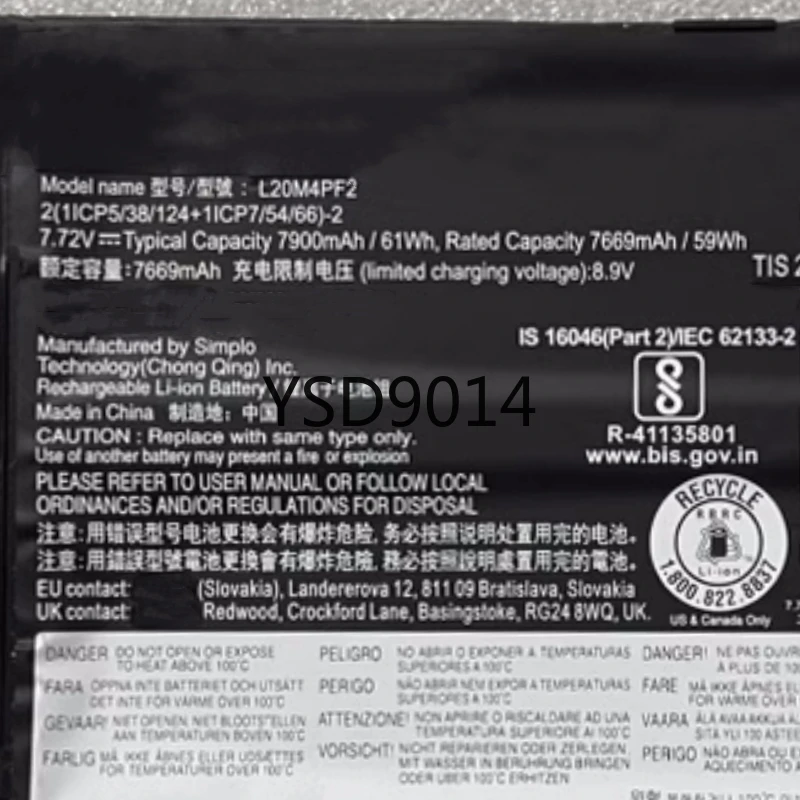 Model name 型号/型號 : L20M4PF2
2(1ICP5/38/124+1ICP7/54/66)-2
7.72V⎓Typical Capacity 7900mAh / 61Wh, Rated Capacity 7669mAh / 59Wh
额定容量:7669mAh 充电限制电压 (limited charging voltage):8.9V
TIS 2
Manufactured by Simplo
Technology(Chong Qing) Inc.
Rechargeable Li-ion Battery
Made in China 制造地: 中国
YSD9014
IS 16046(Part 2)/IEC 62133-2
R-41135801
www.bis.gov.in
CAUTION : Replace with same type only.
Use of another battery may present a fire or explosion
PLEASE REFER TO USER MANUAL OR FOLLOW LOCAL
ORDINANCES AND/OR REGULATIONS FOR DISPOSAL
注意: 用错误型号电池更换会有爆炸危险, 务必按照说明处置用完的电池。
注意: 用錯誤型號電池更換會有爆炸危險, 務必按照說明處置用完的電池。
RECYCLE
RBRC
Li-ion
1.800.822.8837
US & Canada Only
EU contact: (Slovakia), Landererova 12, 811 09 Bratislava, Slovakia
UK contact: Redwood, Crockford Lane, Basingstoke, RG24 8WQ, UK.
DANGER DO NOT OPEN OR EXPOSE
TO HEAT ABOVE 100°C
FARA ÖPPNA INTE BATTERIET OCH UTSÄTT
DET INTE FÖR VÄRME ÖVER 100°C
GEVAAR! NIET OPENEN, NIET BLOOTSTELLEN
AAN TEMPERATUREN BOVEN 100°C
FARLIG MÅ IKKE ÅBNES ELLER UDSÆTTES
FOR TEMPERATURER OVER 100°C
PELIGRO NO ABRIR O EXPONER A TEMPERATURAS
SUPERIORES A 100°C
PERIGO NÃO ABRIR NEM EXPOR A TEMPERATURAS
SUPERIORES A 100°C
ATTENZIONE! NON APRIRE O RISCALDARE AD UNA
TEMPERATURA SUPERIORE AI 100°C
VORSICHT! NICHT REPARIEREN ODER ZERLEGEN,
MIT WASSER IN BERÜHRUNG BRINGEN
ODER ÜBER 100°C ERHITZEN
DANGER! NE PAS OUVR
À PLUS DE 10
FARE MÅ IKKE ÅPNES EL
FOR VARME OVER 1
VAARA ÄLÄ AVAA AKKUA ÄL
SITÄ YLI 100 ASTEE
PERIGO NÃO ABRA OU EX
AQUECIMENTO A